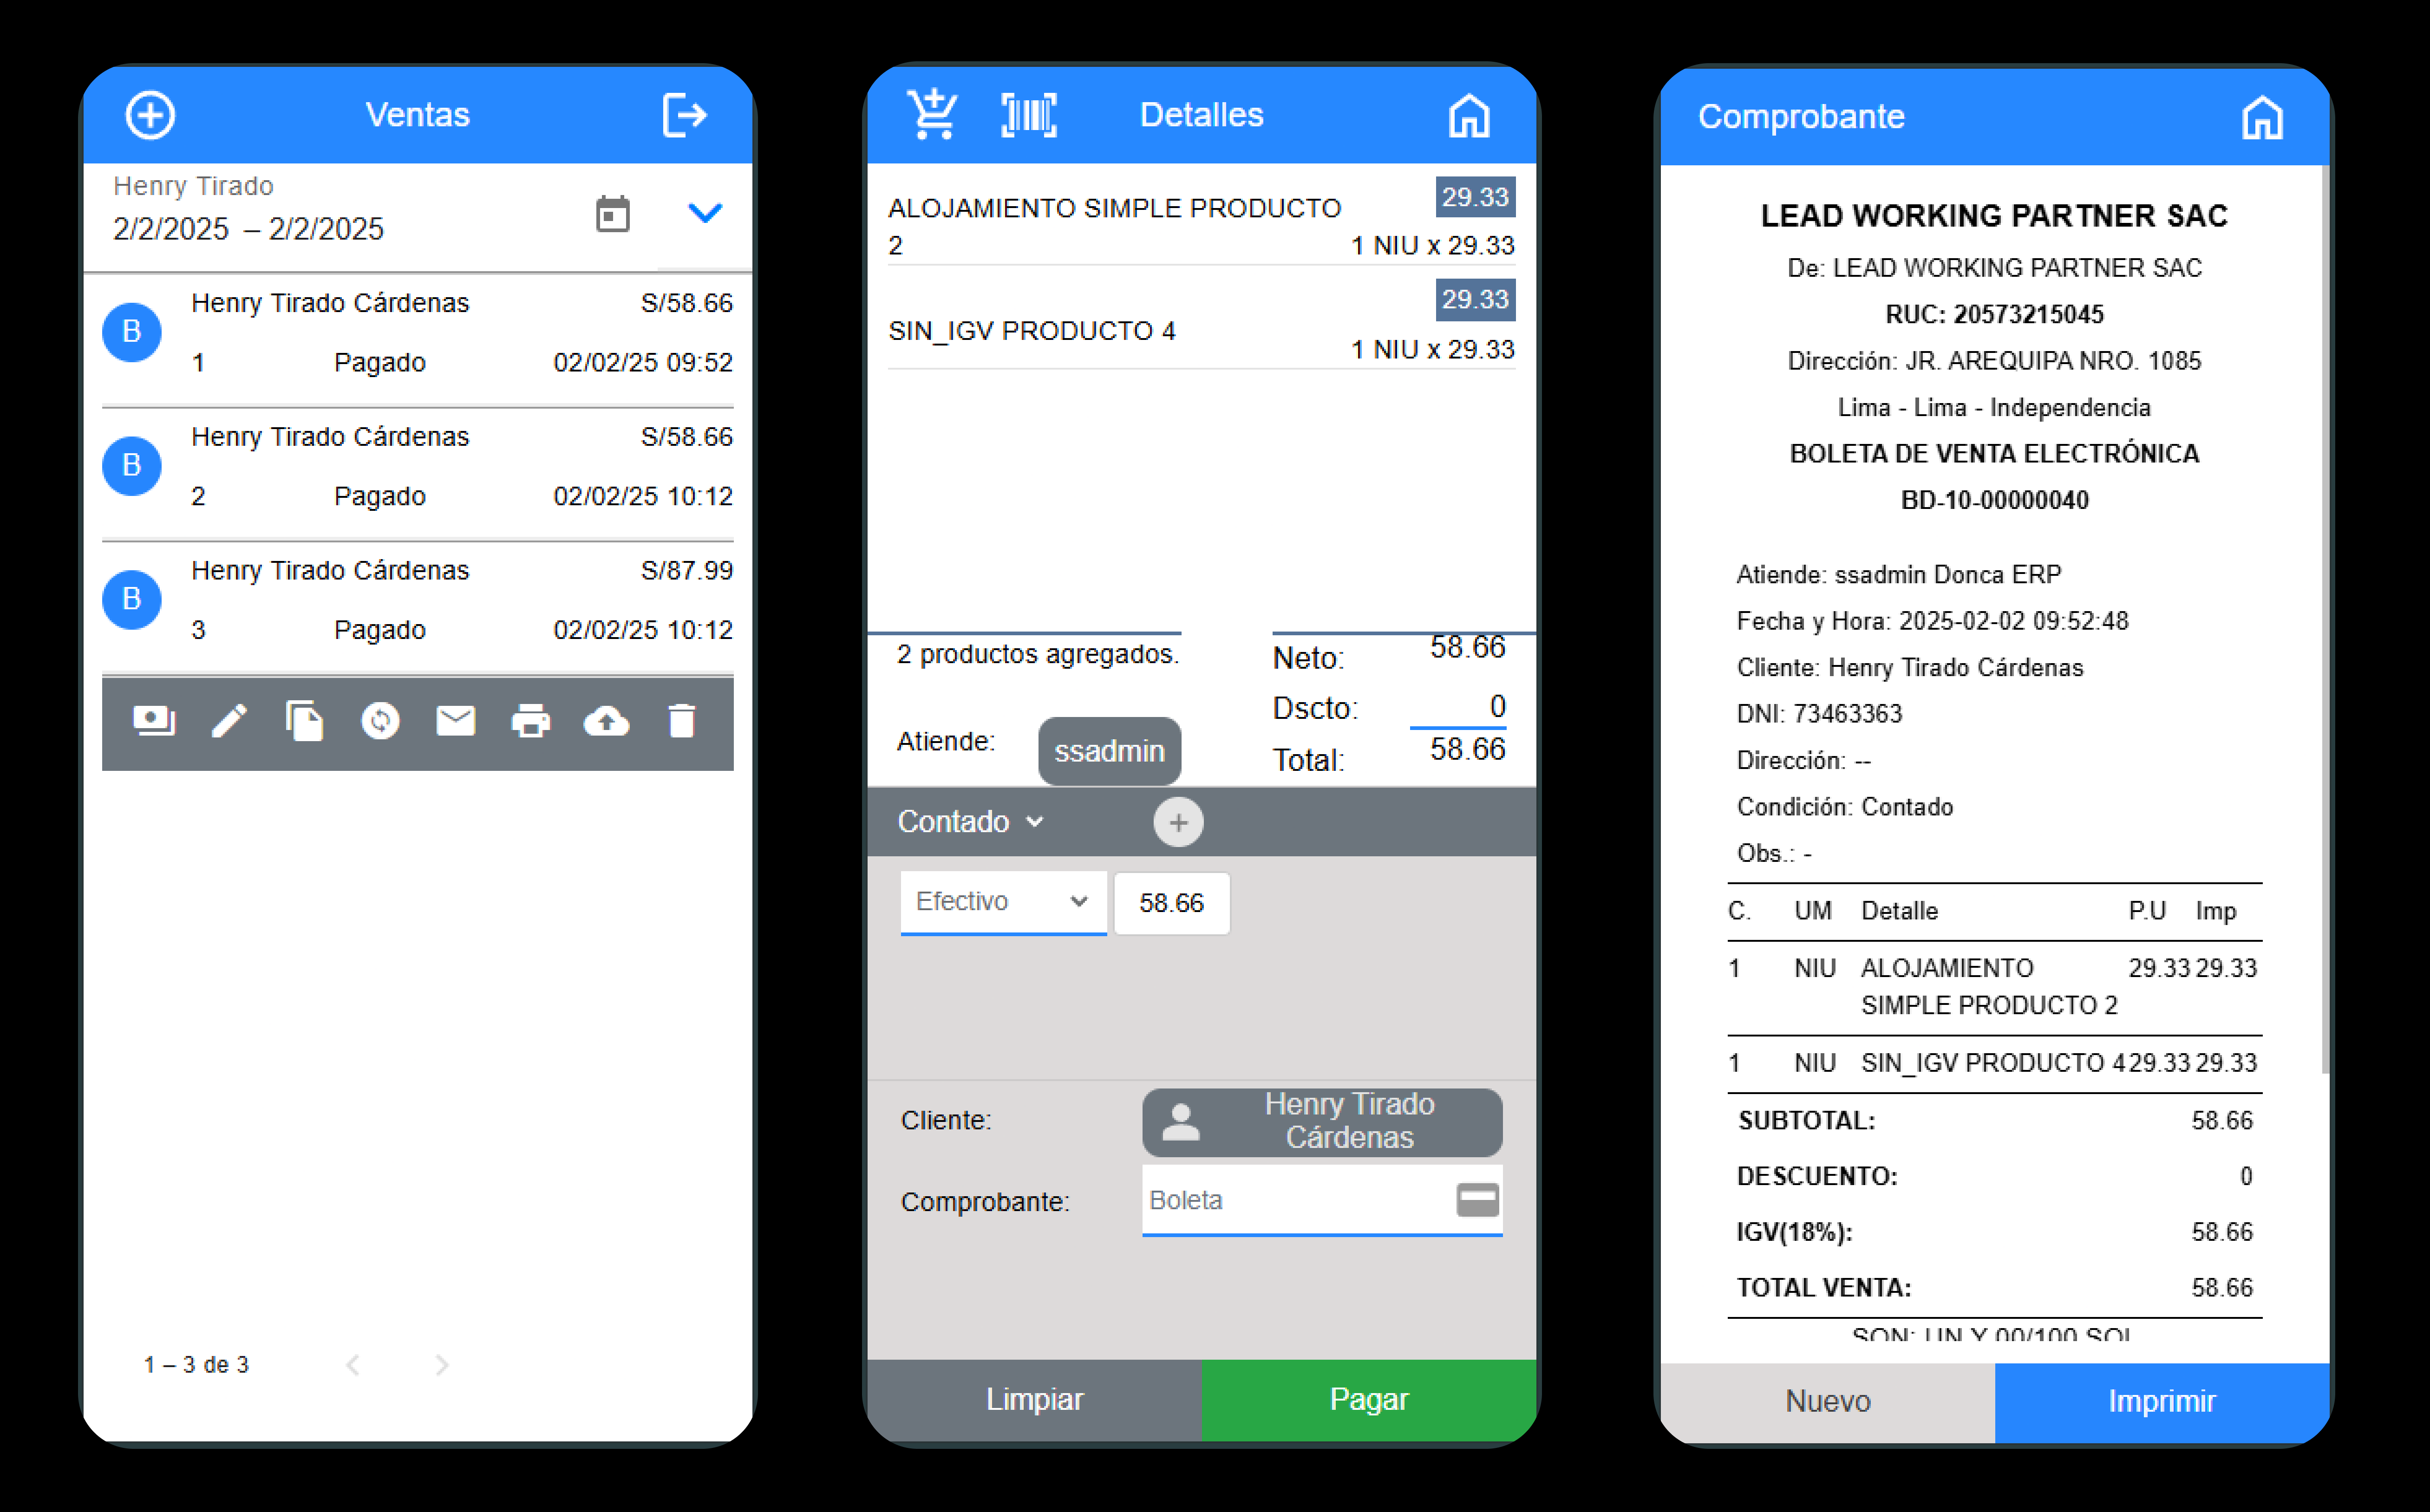 Ventas
Henry Tirado
2/2/2025 – 2/2/2025
B
Henry Tirado Cárdenas S/58.66
1 Pagado 02/02/25 09:52
B
Henry Tirado Cárdenas S/58.66
2 Pagado 02/02/25 10:12
B
Henry Tirado Cárdenas S/87.99
3 Pagado 02/02/25 10:12
1 – 3 de 3
Detalles
ALOJAMIENTO SIMPLE PRODUCTO 29.33
2 1 NIU x 29.33
29.33
SIN_IGV PRODUCTO 4
1 NIU x 29.33
2 productos agregados.
Neto: 58.66
Dscto: 0
Atiende: ssadmin
Total: 58.66
Contado +
Efectivo 58.66
Cliente: Henry Tirado
Cárdenas
Comprobante: Boleta
Limpiar Pagar
Comprobante
LEAD WORKING PARTNER SAC
De: LEAD WORKING PARTNER SAC
RUC: 20573215045
Dirección: JR. AREQUIPA NRO. 1085
Lima - Lima - Independencia
BOLETA DE VENTA ELECTRÓNICA
BD-10-00000040
Atiende: ssadmin Donca ERP
Fecha y Hora: 2025-02-02 09:52:48
Cliente: Henry Tirado Cárdenas
DNI: 73463363
Dirección: --
Condición: Contado
Obs.: -
C. UM Detalle P.U Imp
1 NIU ALOJAMIENTO 29.33 29.33
SIMPLE PRODUCTO 2
1 NIU SIN_IGV PRODUCTO 4 29.33 29.33
SUBTOTAL: 58.66
DESCUENTO: 0
IGV(18%): 58.66
TOTAL VENTA: 58.66
SON: UN Y 00/100 SOL
Nuevo Imprimir